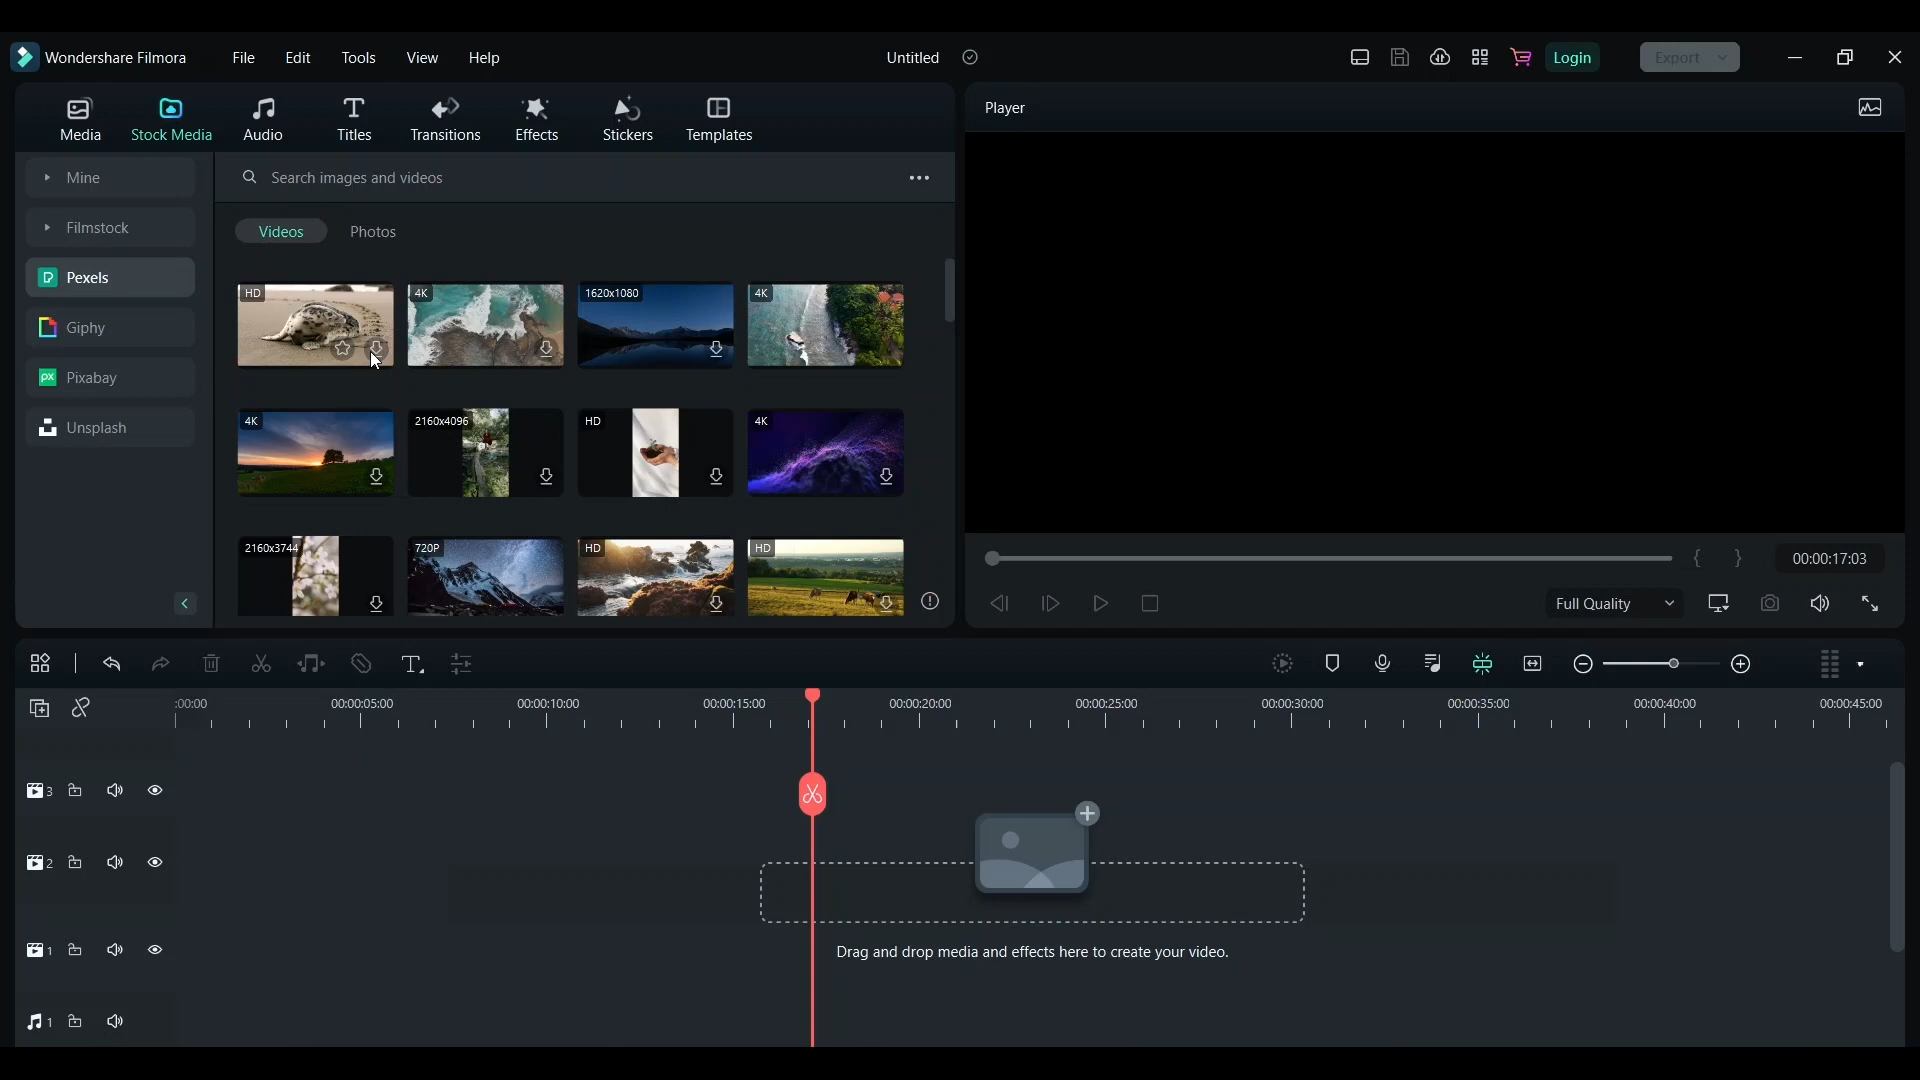 Wondershare Filmora File Edit Tools View Help Untitled Login Export
Media Stock Media Audio Titles Transitions Effects Stickers Templates
Player
Mine
Search images and videos
Filmstock
Videos Photos
Pexels
HD 4K 1620x1080 4K
Giphy
Pixabay
4K 2160x4096 HD 4K
Unsplash
2160x3744 720P HD HD
00:00:17:03
Full Quality
:00:00 00:00:05:00 00:00:10:00 00:00:15:00 00:00:20:00 00:00:25:00 00:00:30:00 00:00:35:00 00:00:40:00 00:00:45:00
3
2
1
Drag and drop media and effects here to create your video.
1